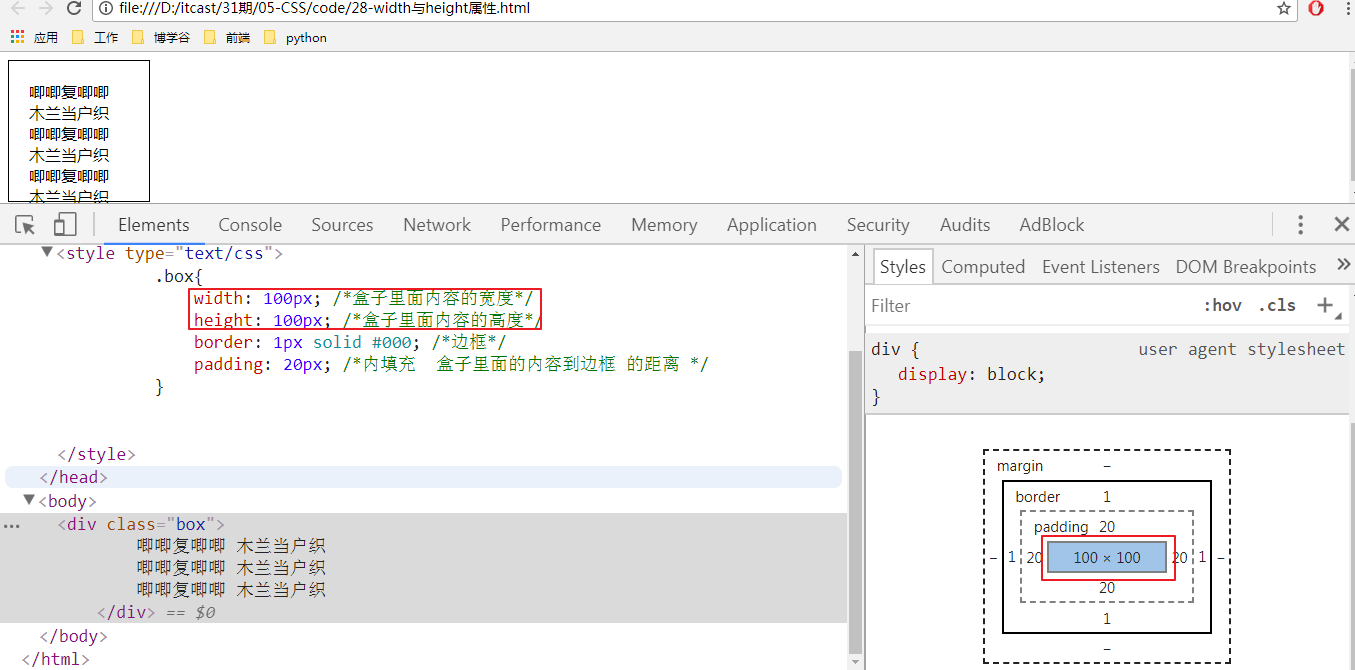 file:///D:/itcast/31期/05-CSS/code/28-width与height属性.html
应用 工作 博学谷 前端 python
唧唧复唧唧
木兰当户织
唧唧复唧唧
木兰当户织
唧唧复唧唧
木兰当户织
Elements Console Sources Network Performance Memory Application Security Audits AdBlock
<style type="text/css">
.box{
width: 100px; /*盒子里面内容的宽度*/
height: 100px; /*盒子里面内容的高度*/
border: 1px solid #000; /*边框*/
padding: 20px; /*内填充 盒子里面的内容到边框 的距离 */
}
</style>
</head>
<body>
<div class="box">
唧唧复唧唧 木兰当户织
唧唧复唧唧 木兰当户织
唧唧复唧唧 木兰当户织
</div> == $0
</body>
</html>
Styles Computed Event Listeners DOM Breakpoints »
Filter :hov .cls +
div { user agent stylesheet
display: block;
}
margin –
border 1
padding 20
– 1 20 100 × 100 20 1 –
20
1
–